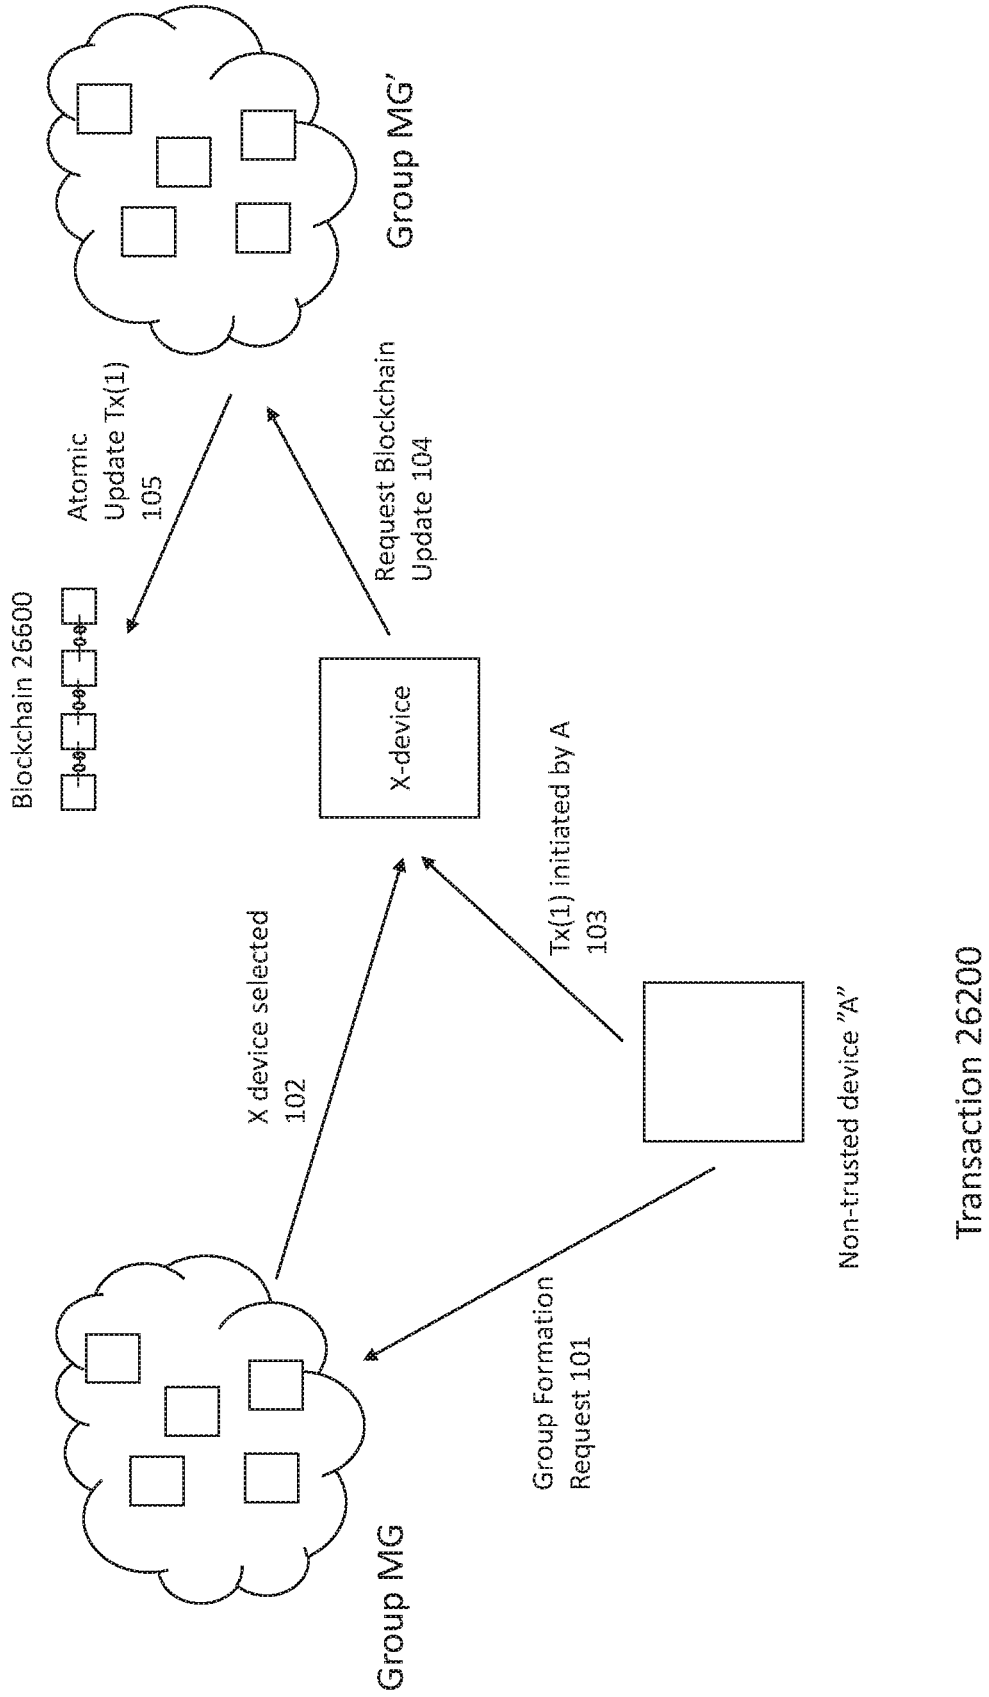 Blockchain 26600
Atomic
Update Tx(1)
105
Group MG
X device selected
102
X-device
Request Blockchain
Update 104
Group MG’
Group Formation
Request 101
Tx(1) initiated by A
103
Non-trusted device ”A”
Transaction 26200